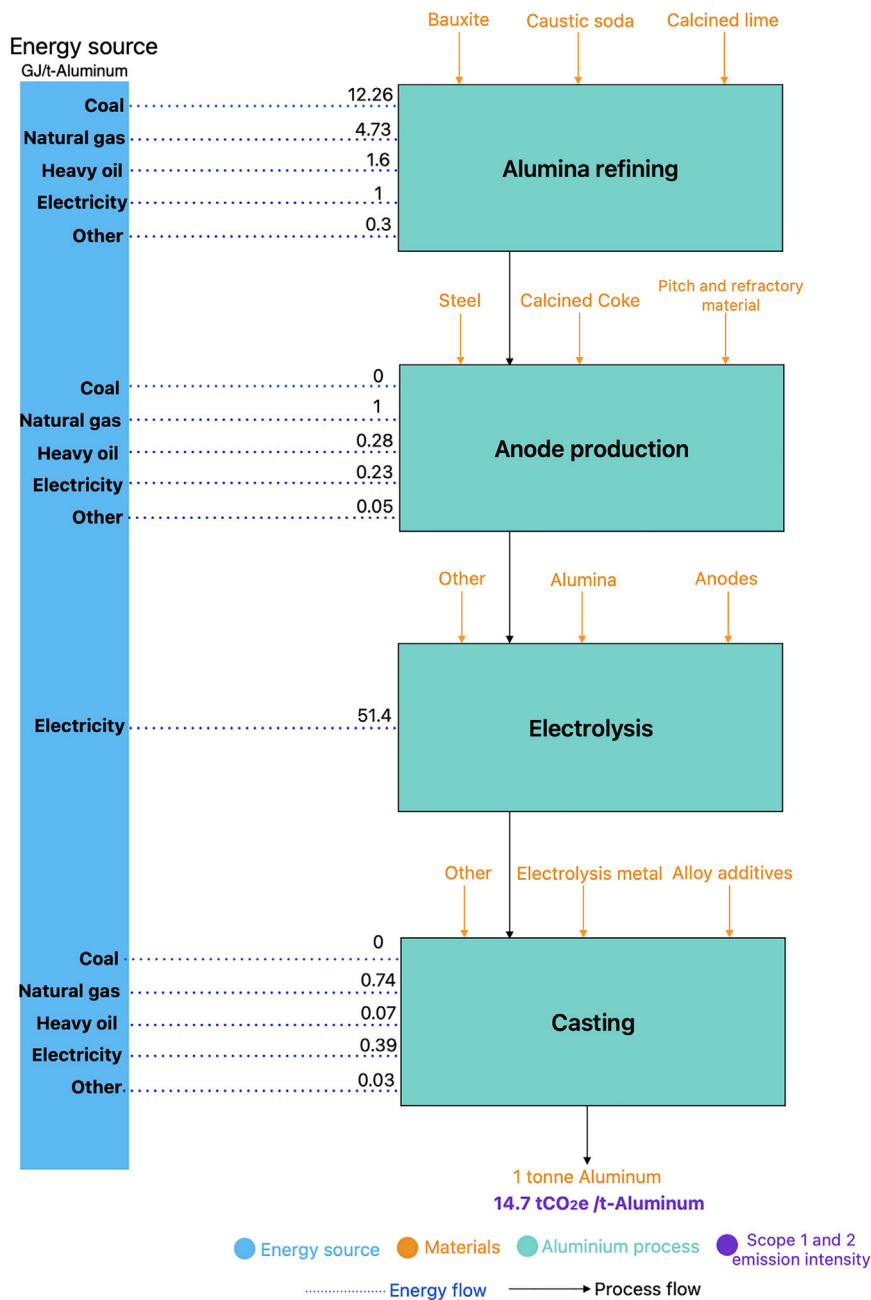 Energy source
GJ/t-Aluminum
Bauxite
Caustic soda
Calcined lime
Coal
12.26
Natural gas
4.73
Heavy oil
1.6
Electricity
1
Other
0.3
Alumina refining
Steel
Calcined Coke
Pitch and refractory
material
Coal
0
Natural gas
1
Heavy oil
0.28
Electricity
0.23
Other
0.05
Anode production
Other
Alumina
Anodes
Electricity
51.4
Electrolysis
Other
Electrolysis metal
Alloy additives
Coal
0
Natural gas
0.74
Heavy oil
0.07
Electricity
0.39
Other
0.03
Casting
1 tonne Aluminum
14.7 tCO2e /t-Aluminum
Energy source
Materials
Aluminium process
Scope 1 and 2
emission intensity
Energy flow
Process flow